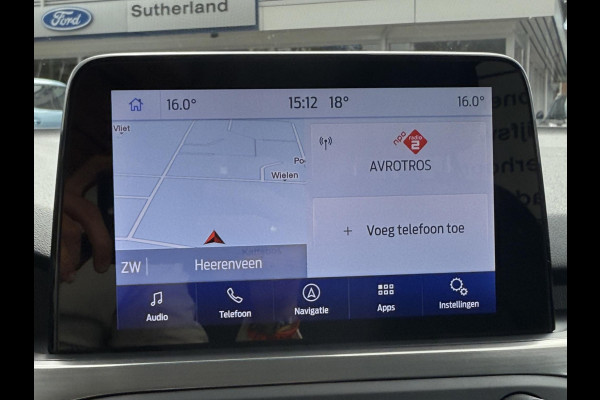 Ford
Sutherland
16.0°
15:12 18°
16.0°
Vliet
Wielen
ZW
Heerenveen
npo radio 2
AVROTROS
+ Voeg telefoon toe
Audio
Telefoon
Navigatie
Apps
Instellingen